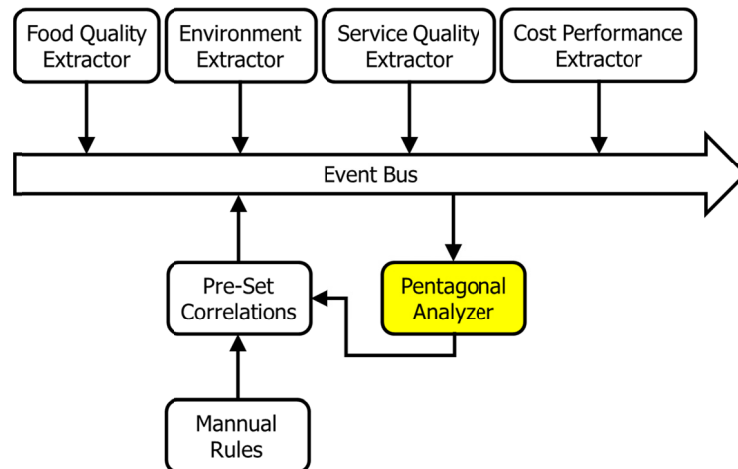 Food Quality
Extractor
Environment
Extractor
Service Quality
Extractor
Cost Performance
Extractor
Event Bus
Pre-Set
Correlations
Pentagonal
Analyzer
Mannual
Rules